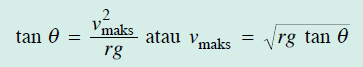 tan θ = v²maks / rg atau vmaks = √(rg tan θ)